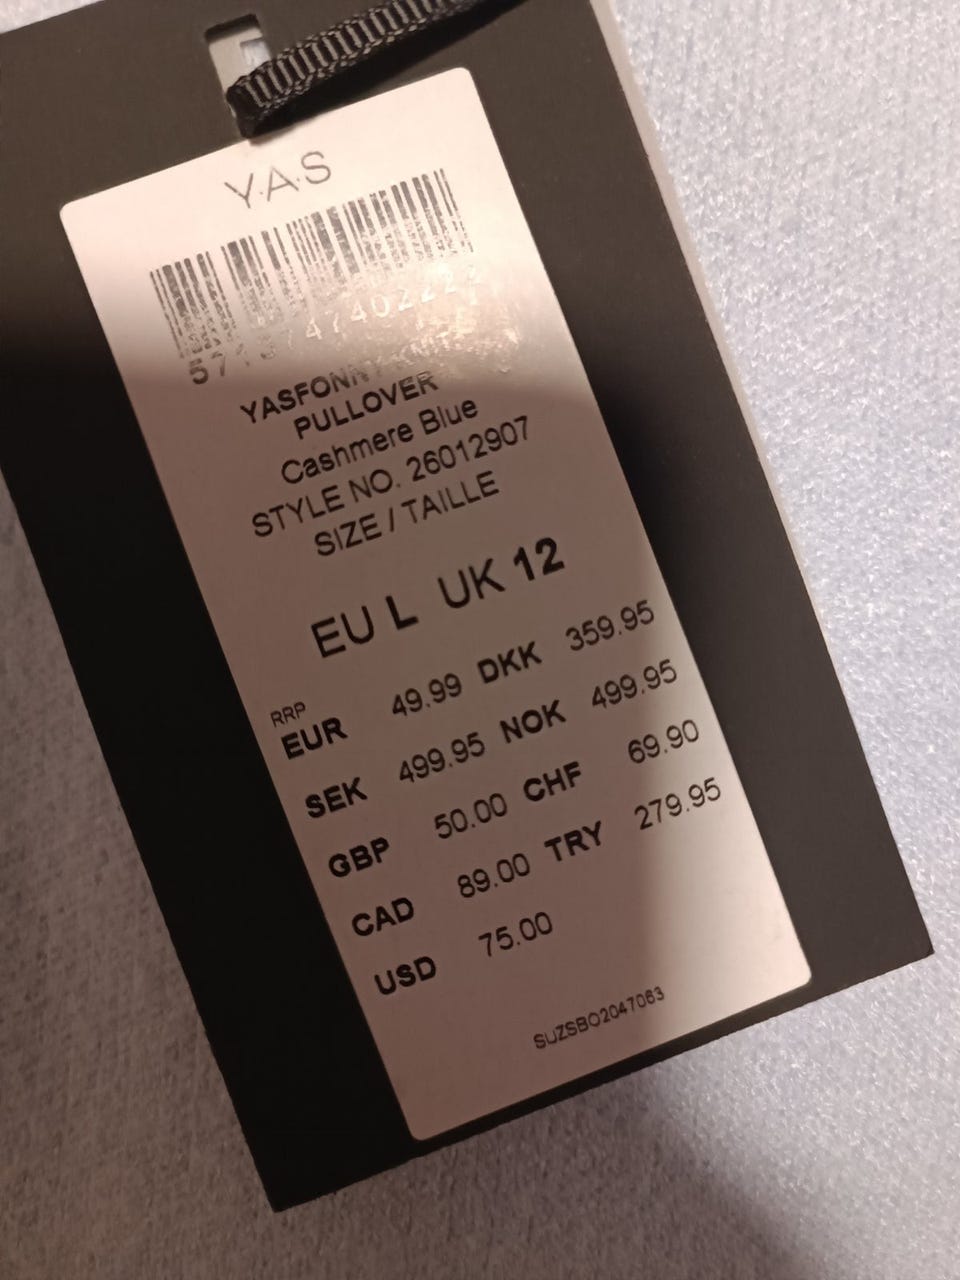 Y.A.S
PULLOVER
Cashmere Blue
STYLE NO. 26012907
SIZE / TAILLE
EU L UK 12
RRP
EUR 49.99 DKK 359.95
SEK 499.95 NOK 499.95
GBP 50.00 CHF 69.90
CAD 89.00 TRY 279.95
USD 75.00
SUZSBO2047063